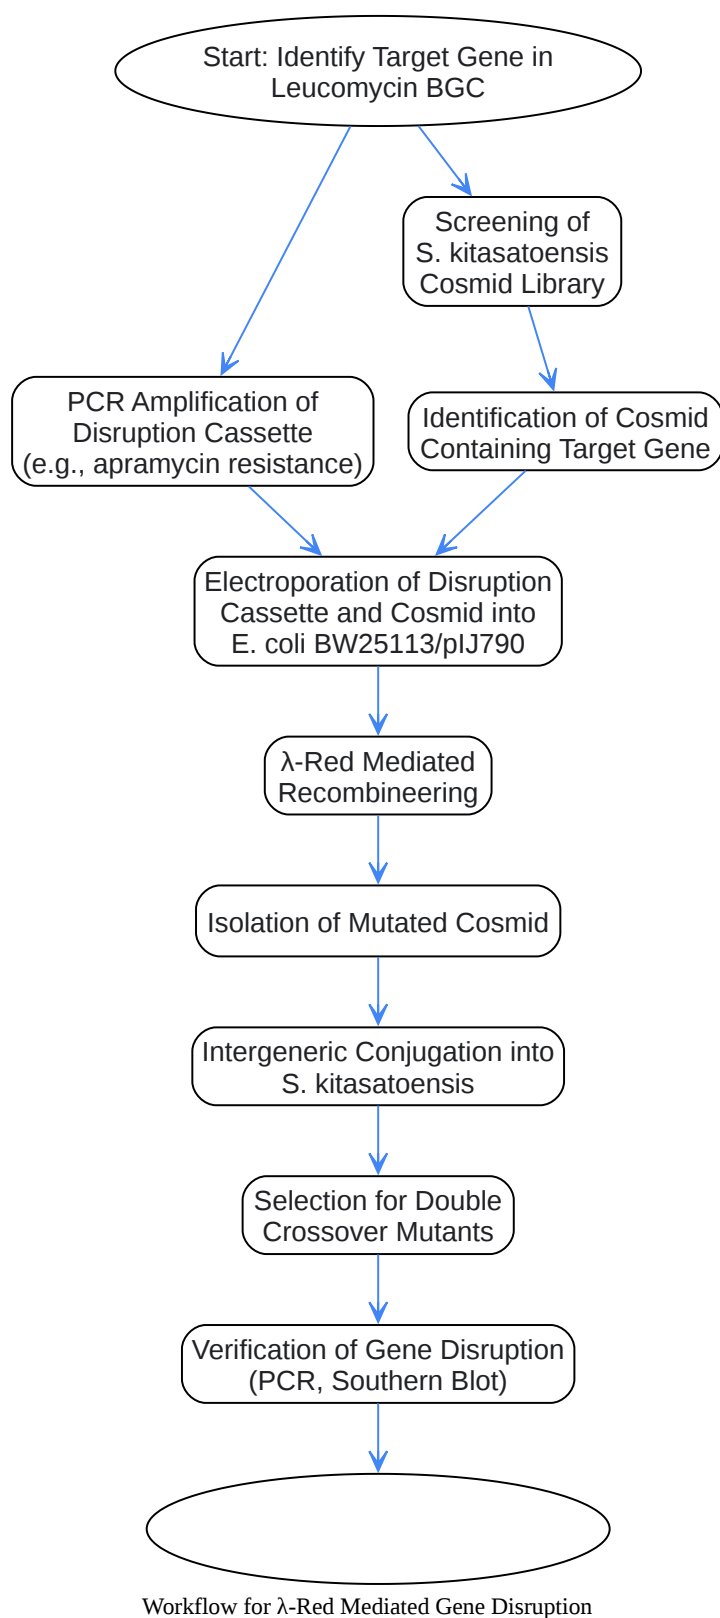 Start: Identify Target Gene in
Leucomycin BGC
Screening of
S. kitasatoensis
Cosmid Library
PCR Amplification of
Disruption Cassette
(e.g., apramycin resistance)
Identification of Cosmid
Containing Target Gene
Electroporation of Disruption
Cassette and Cosmid into
E. coli BW25113/pIJ790
λ-Red Mediated
Recombineering
Isolation of Mutated Cosmid
Intergeneric Conjugation into
S. kitasatoensis
Selection for Double
Crossover Mutants
Verification of Gene Disruption
(PCR, Southern Blot)
Workflow for λ-Red Mediated Gene Disruption